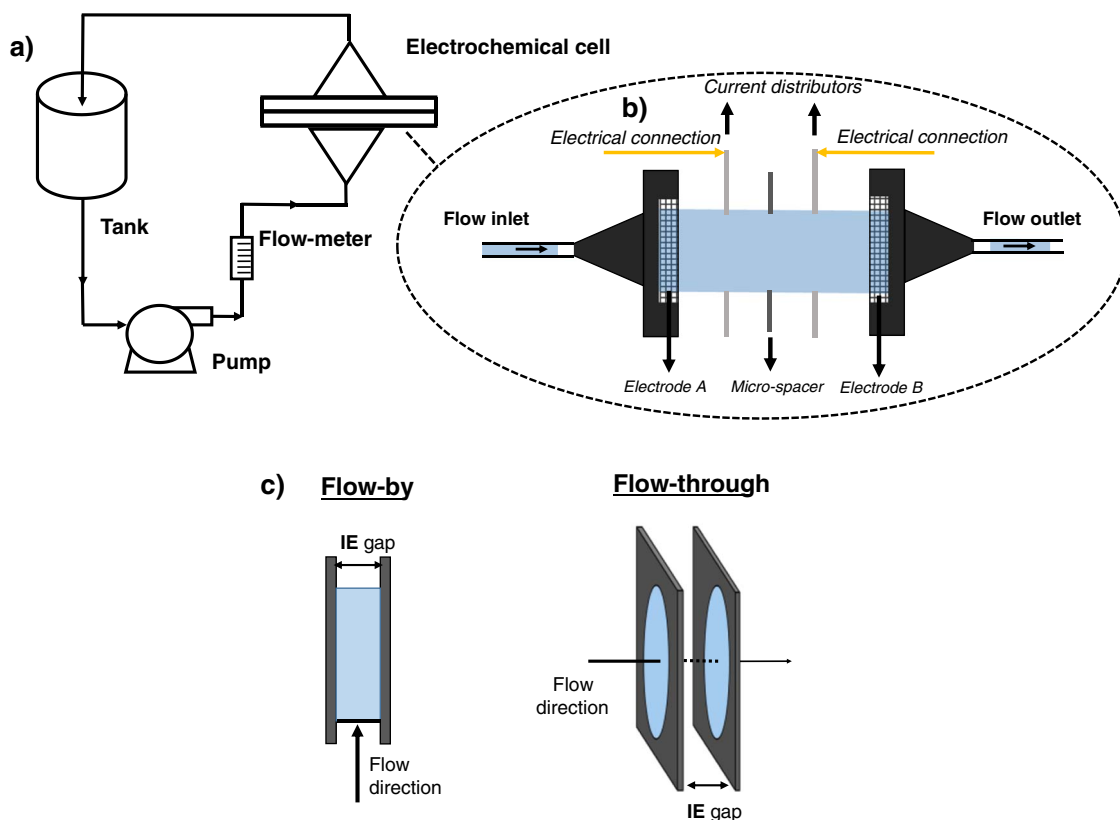 a)
Electrochemical cell
Tank
Flow-meter
Pump
b)
Current distributors
Electrical connection
Electrical connection
Flow inlet
Flow outlet
Electrode A
Micro-spacer
Electrode B
c)
Flow-by
IE gap
Flow
direction
Flow-through
Flow
direction
IE gap